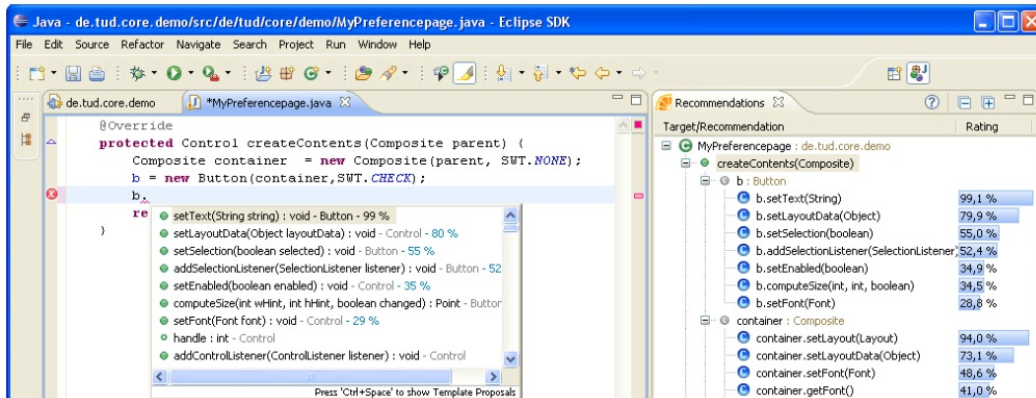 Java - de.tud.core.demo/src/de/tud/core/demo/MyPreferencepage.java - Eclipse SDK
File Edit Source Refactor Navigate Search Project Run Window Help
de.tud.core.demo
*MyPreferencepage.java
@Override
protected Control createContents(Composite parent) {
Composite container = new Composite(parent, SWT.NONE);
b = new Button(container,SWT.CHECK);
b.
re
}
setText(String string) : void - Button - 99 %
setLayoutData(Object layoutData) : void - Control - 80 %
setSelection(boolean selected) : void - Button - 55 %
addSelectionListener(SelectionListener listener) : void - Button - 52
setEnabled(boolean enabled) : void - Control - 35 %
computeSize(int wHint, int hHint, boolean changed) : Point - Button
setFont(Font font) : void - Control - 29 %
handle : int - Control
addControlListener(ControlListener listener) : void - Control
Press 'Ctrl+Space' to show Template Proposals
Recommendations
Target/Recommendation Rating
MyPreferencepage : de.tud.core.demo
createContents(Composite)
b : Button
b.setText(String) 99,1 %
b.setLayoutData(Object) 79,9 %
b.setSelection(boolean) 55,0 %
b.addSelectionListener(SelectionListener) 52,4 %
b.setEnabled(boolean) 34,9 %
b.computeSize(int, int, boolean) 34,5 %
b.setFont(Font) 28,8 %
container : Composite
container.setLayout(Layout) 94,0 %
container.setLayoutData(Object) 73,1 %
container.setFont(Font) 48,6 %
container.getFont() 41,0 %